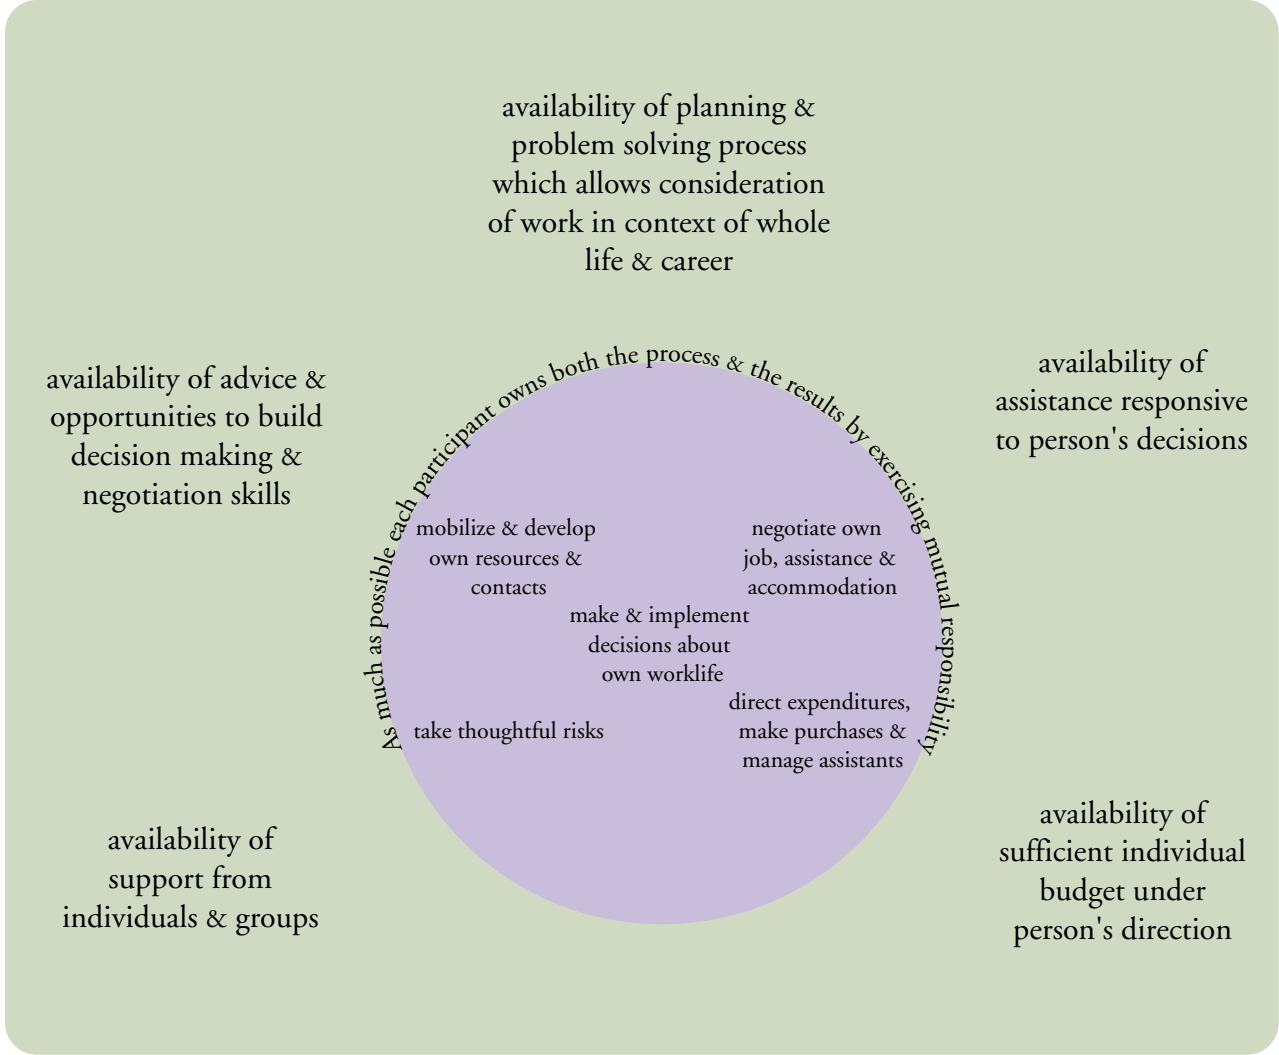 availability of planning &
problem solving process
which allows consideration
of work in context of whole
life & career
availability of advice &
opportunities to build
decision making &
negotiation skills
availability of
assistance responsive
to person's decisions
As much as possible each participant owns both the process & the results by exercising mutual responsibility
mobilize & develop
own resources &
contacts
negotiate own
job, assistance &
accommodation
make & implement
decisions about
own worklife
take thoughtful risks
direct expenditures,
make purchases &
manage assistants
availability of
support from
individuals & groups
availability of
sufficient individual
budget under
person's direction